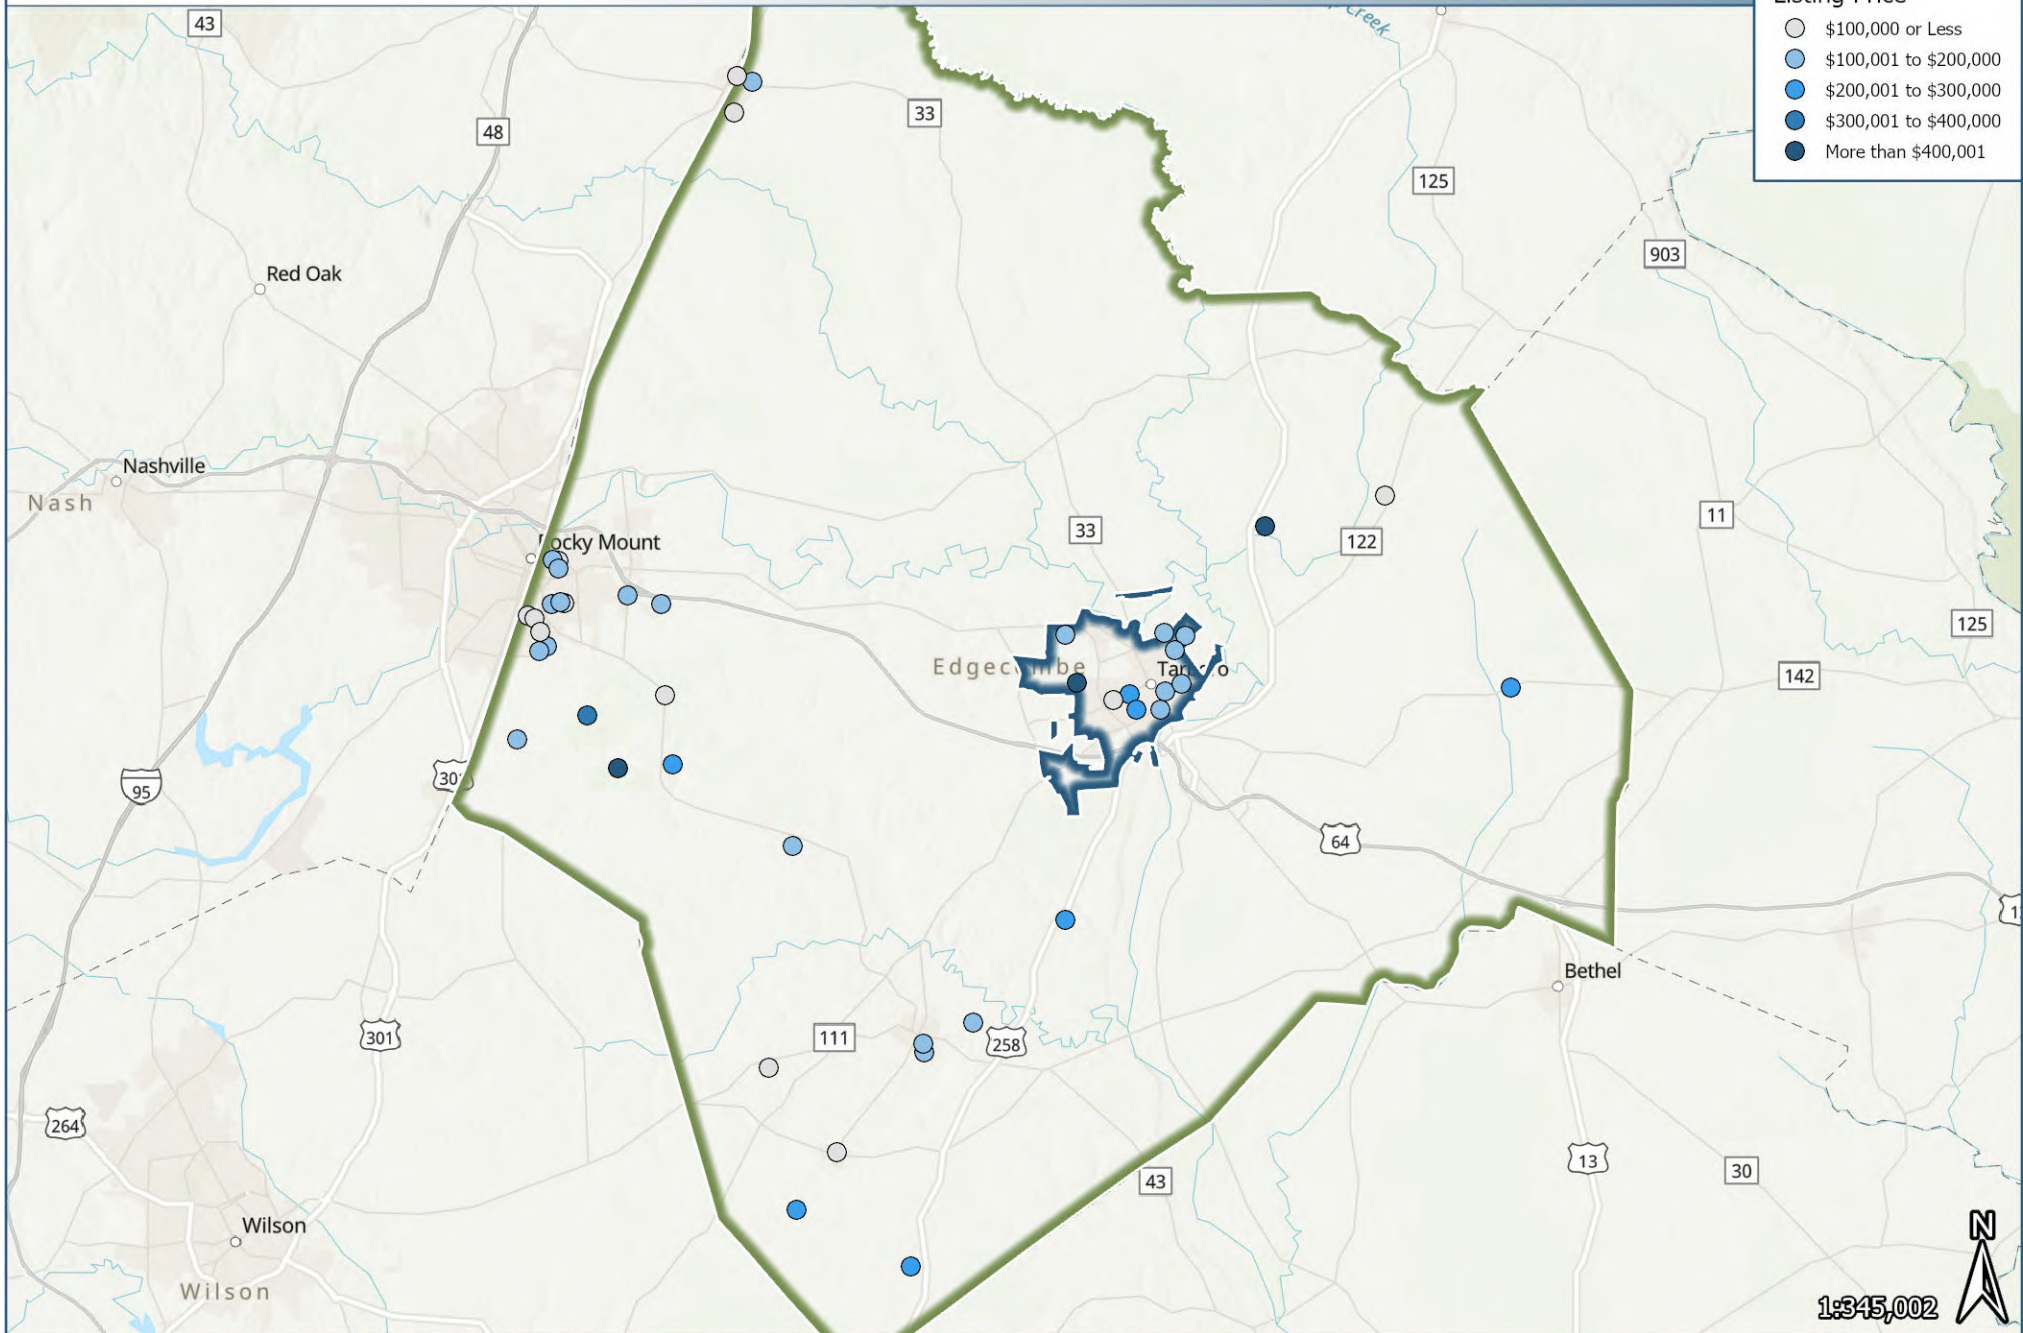 Creek
Listing Price
$100,000 or Less
$100,001 to $200,000
$200,001 to $300,000
$300,001 to $400,000
More than $400,001
43
48
33
125
903
Red Oak
Nashville
Nash
Rocky Mount
33
122
11
125
Edgecombe
Tarboro
142
95
301
64
Bethel
111
258
301
264
43
13
30
Wilson
Wilson
N
1:345,002